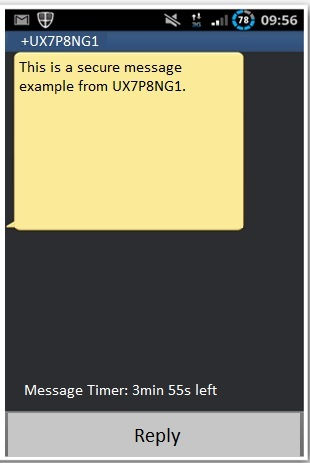 78 09:56
+UX7P8NG1
This is a secure message
example from UX7P8NG1.
Message Timer: 3min 55s left
Reply